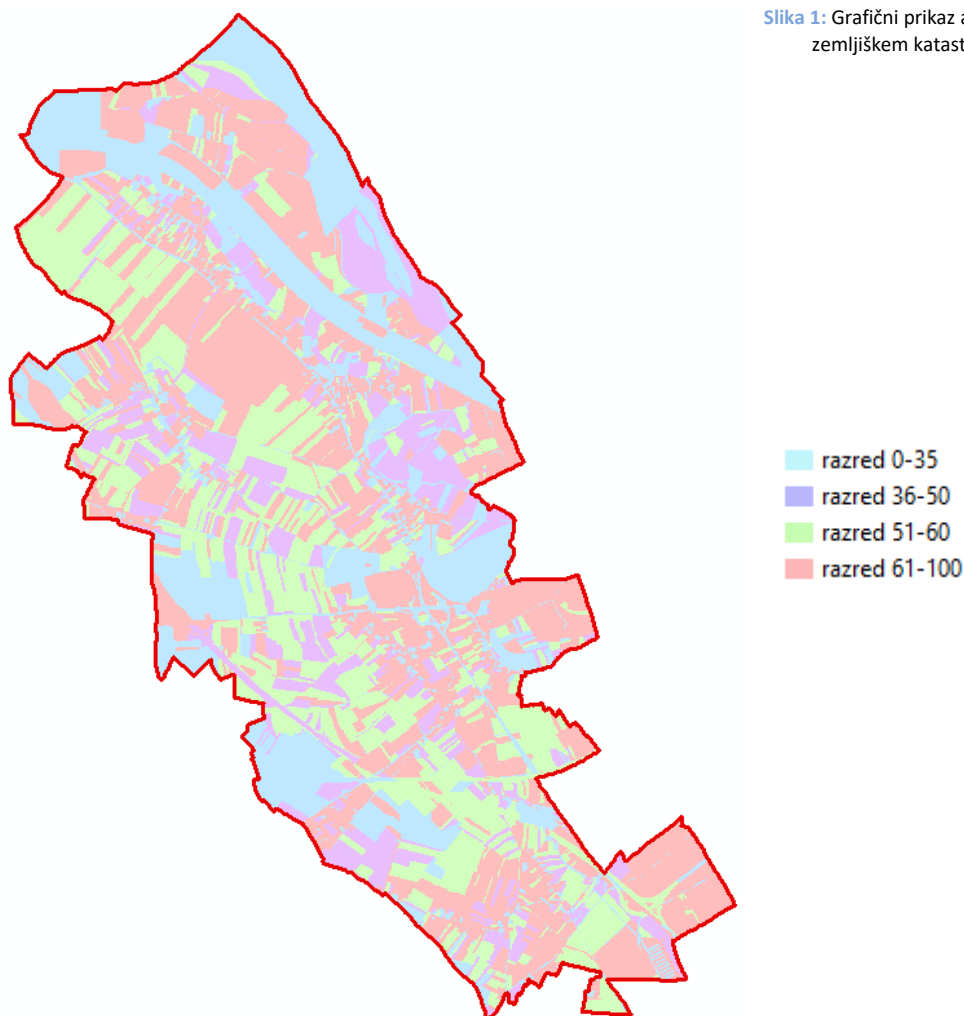 Slika 1: Grafični prikaz a
zemljiškem katast
razred 0-35
razred 36-50
razred 51-60
razred 61-100